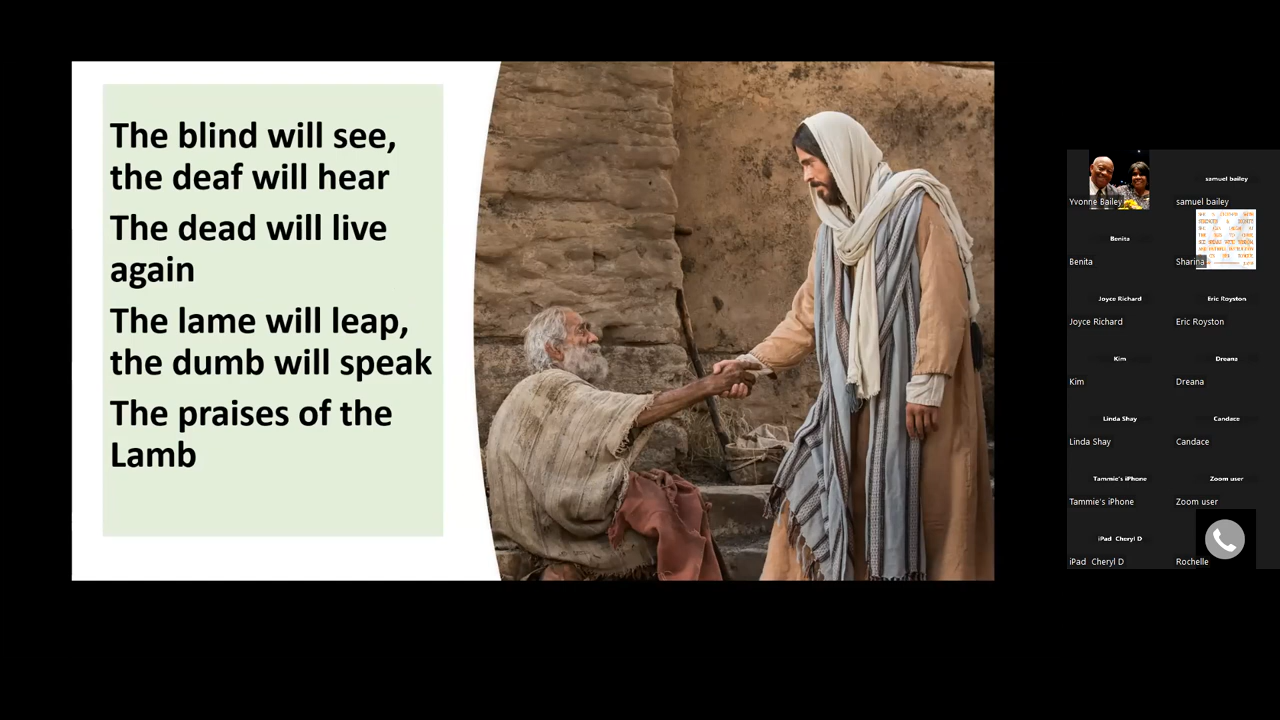 The blind will see,
the deaf will hear
The dead will live
again
The lame will leap,
the dumb will speak
The praises of the
Lamb
Yvonne Bailey
samuel bailey
samuel bailey
Benita
Benita
Sharina
Joyce Richard
Joyce Richard
Eric Royston
Eric Royston
Kim
Kim
Dreana
Dreana
Linda Shay
Linda Shay
Candace
Candace
Tammie's iPhone
Tammie's iPhone
Zoom user
Zoom user
iPad Cheryl D
iPad Cheryl D
Rochelle